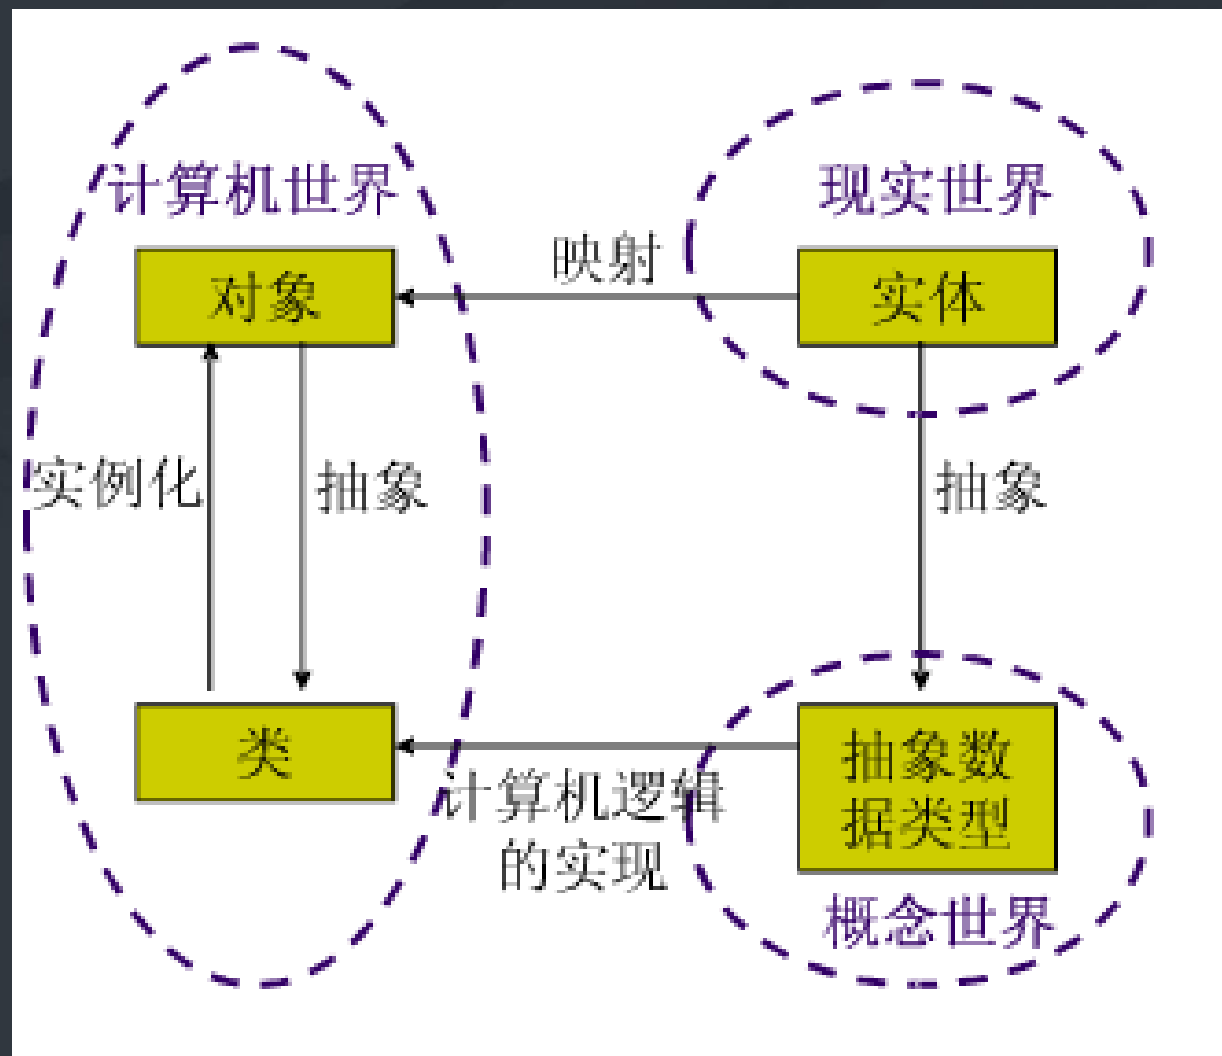 计算机世界
现实世界
映射
对象
实体
实例化
抽象
抽象
类
抽象数
据类型
计算机逻辑
的实现
概念世界